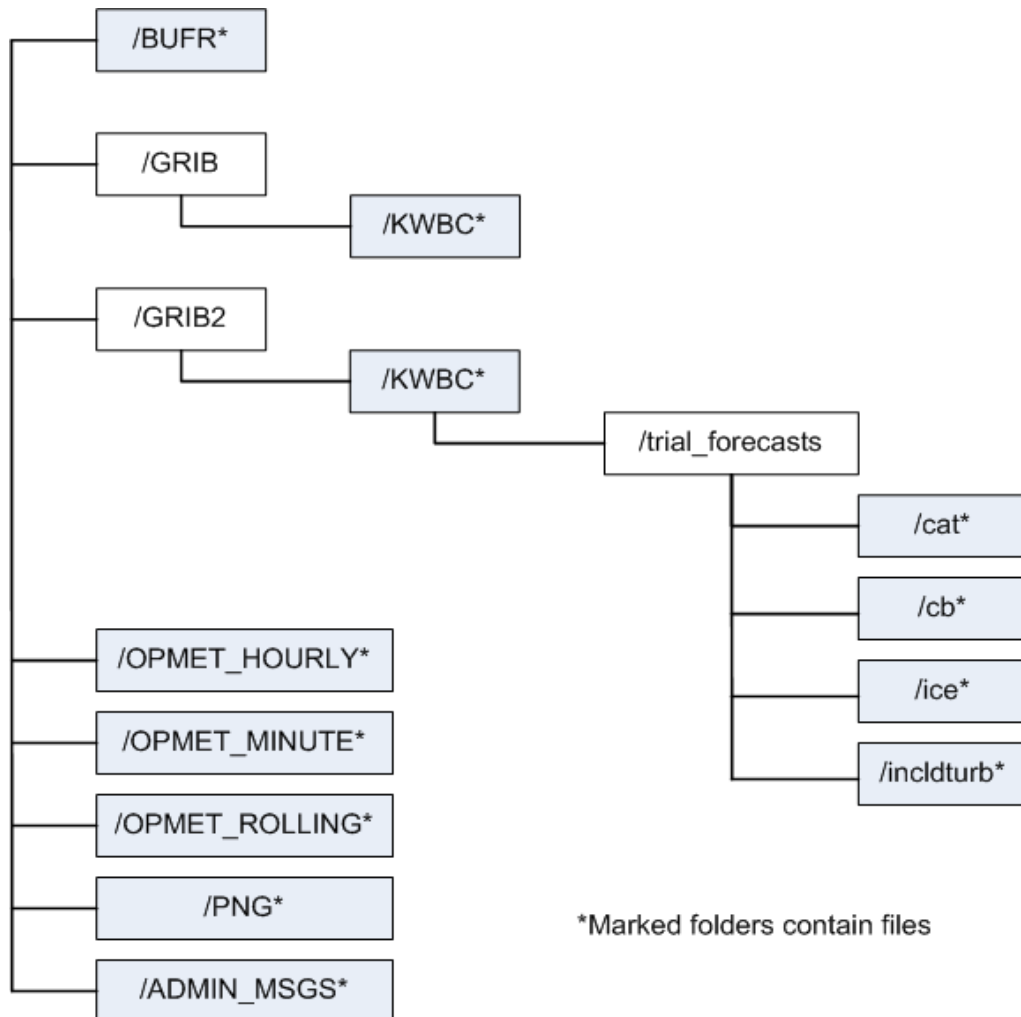 /BUFR*
/GRIB
/KWBC*
/GRIB2
/KWBC*
/trial_forecasts
/cat*
/cb*
/ice*
/incldturb*
/OPMET_HOURLY*
/OPMET_MINUTE*
/OPMET_ROLLING*
/PNG*
/ADMIN_MSGS*
*Marked folders contain files